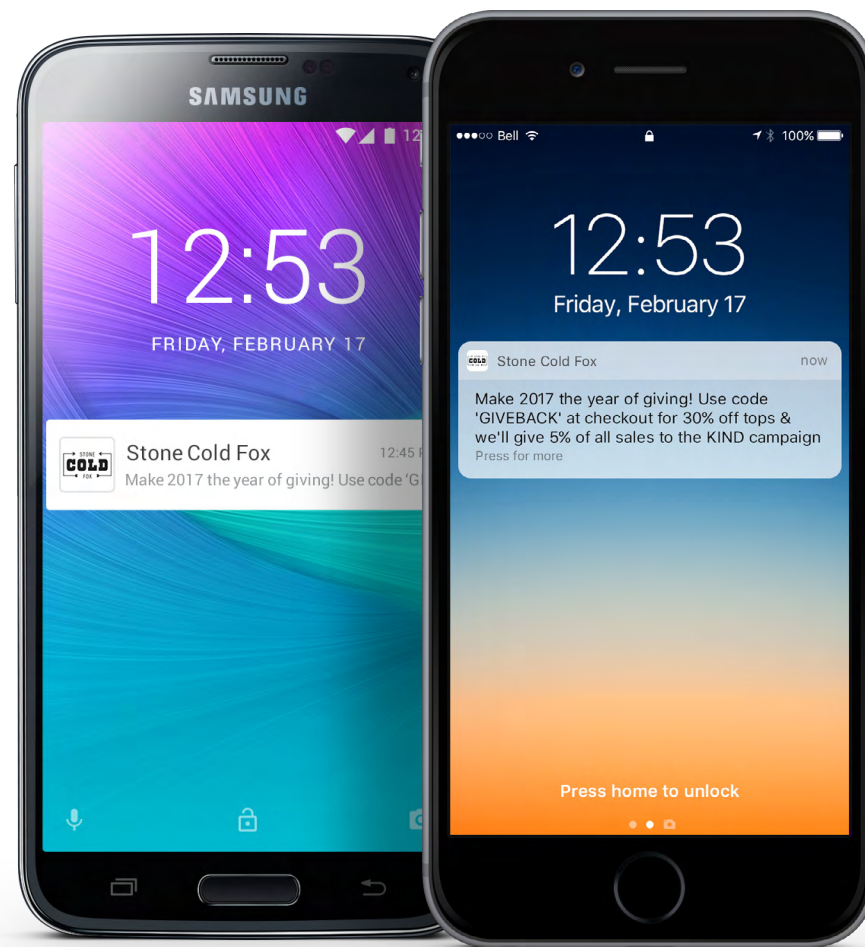 SAMSUNG
12
12:53
FRIDAY, FEBRUARY 17
STONE
COLD
FOX
Stone Cold Fox
12:45
Make 2017 the year of giving! Use code
Bell
100%
12:53
Friday, February 17
COLD
Stone Cold Fox
now
Make 2017 the year of giving! Use code
'GIVEBACK' at checkout for 30% off tops &
we'll give 5% of all sales to the KIND campaign
Press for more
Press home to unlock